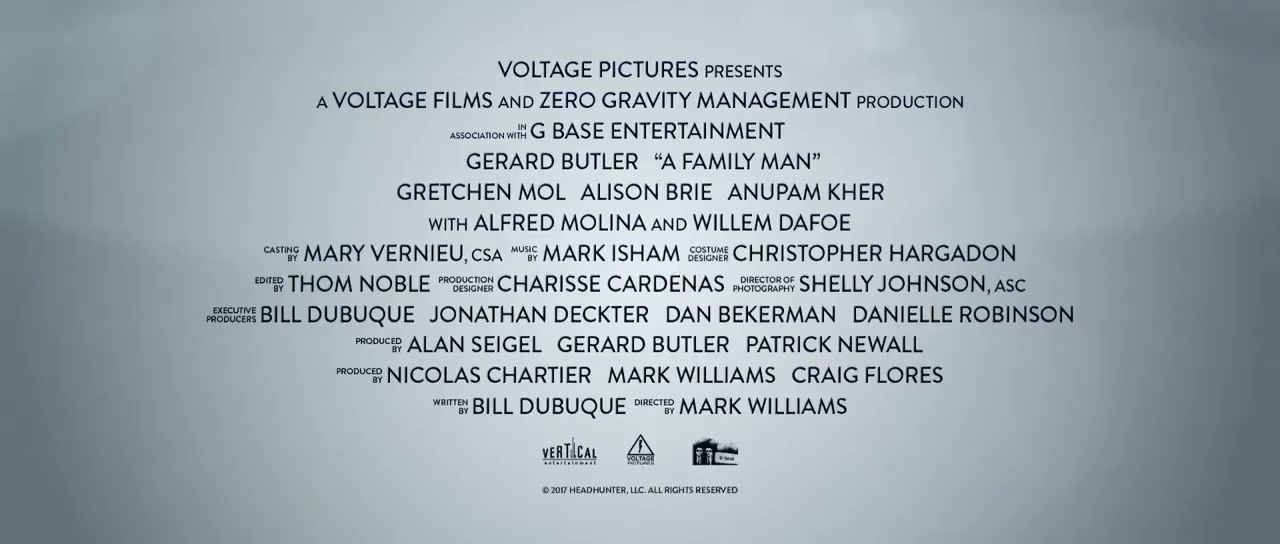 VOLTAGE PICTURES PRESENTS
A VOLTAGE FILMS AND ZERO GRAVITY MANAGEMENT PRODUCTION
IN ASSOCIATION WITH G BASE ENTERTAINMENT
GERARD BUTLER “A FAMILY MAN”
GRETCHEN MOL ALISON BRIE ANUPAM KHER
WITH ALFRED MOLINA AND WILLEM DAFOE
CASTING BY MARY VERNIEU, CSA MUSIC BY MARK ISHAM COSTUME DESIGNER CHRISTOPHER HARGADON
EDITED BY THOM NOBLE PRODUCTION DESIGNER CHARISSE CARDENAS DIRECTOR OF PHOTOGRAPHY SHELLY JOHNSON, ASC
EXECUTIVE PRODUCERS BILL DUBUQUE JONATHAN DECKTER DAN BEKERMAN DANIELLE ROBINSON
PRODUCED BY ALAN SEIGEL GERARD BUTLER PATRICK NEWALL
PRODUCED BY NICOLAS CHARTIER MARK WILLIAMS CRAIG FLORES
WRITTEN BY BILL DUBUQUE DIRECTED BY MARK WILLIAMS
VERTICAL entertainment VOLTAGE PICTURES
© 2017 HEADHUNTER, LLC. ALL RIGHTS RESERVED